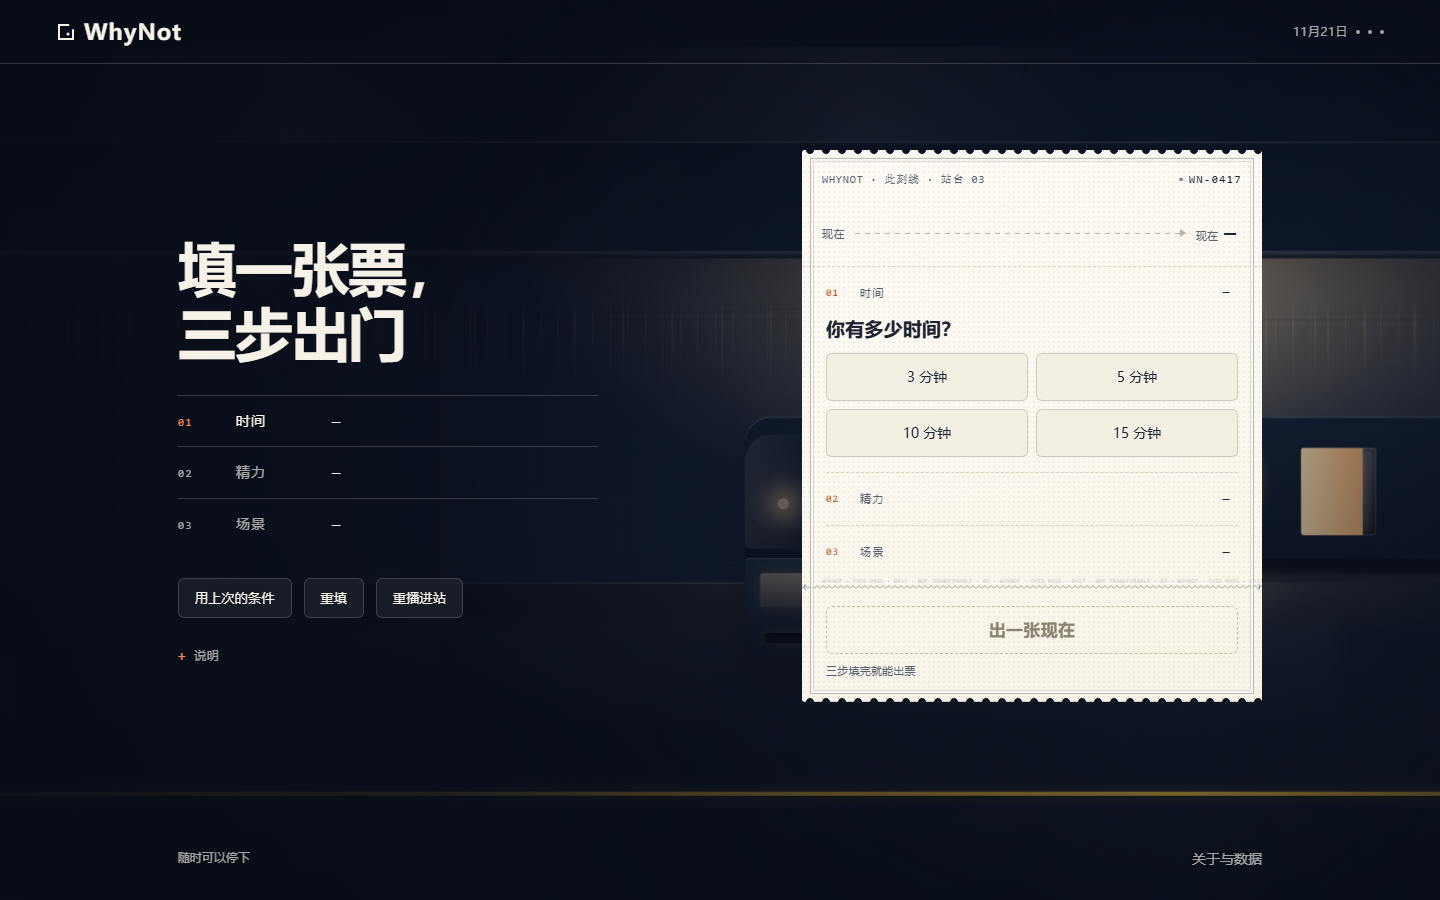 WhyNot
11月21日
填一张票，
三步出门
01 时间 —
02 精力 —
03 场景 —
用上次的条件 重填 重播进站
+ 说明
WHYNOT · 此刻线 · 站台 03
WN-0417
现在
现在 —
01 时间 —
你有多少时间？
3 分钟 5 分钟
10 分钟 15 分钟
02 精力 —
03 场景 —
出一张现在
三步填完就能出票
随时可以停下
关于与数据